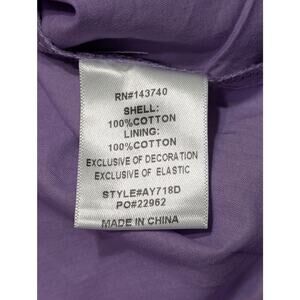 RN#143740
SHELL:
100%COTTON
LINING:
100%COTTON
EXCLUSIVE OF DECORATION
EXCLUSIVE OF ELASTIC
STYLE#AY718D
PO#22962
MADE IN CHINA